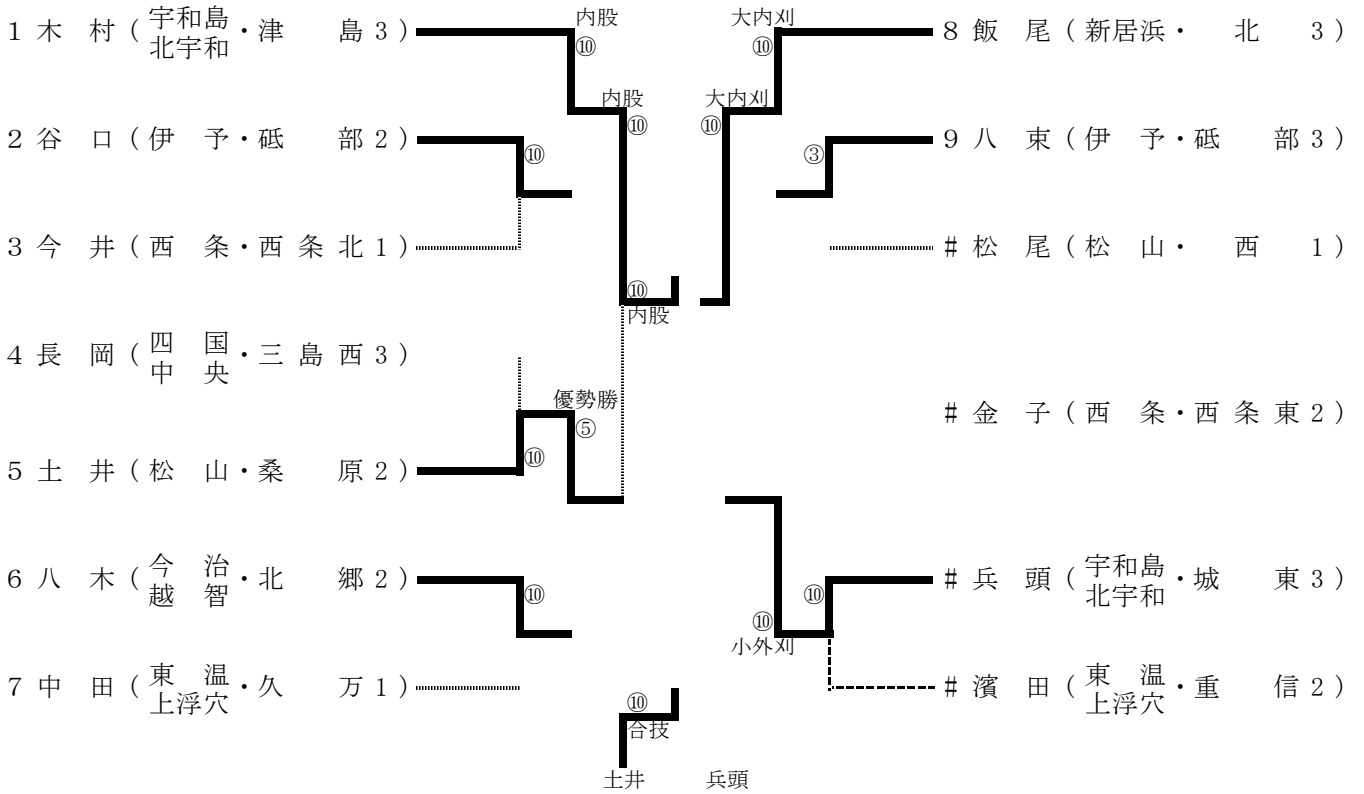 内股
大内刈
1 木　村（宇和島北宇和・津　島 3）
⑩
⑩
8 飯　尾（新居浜・　北　3）
内股
大内刈
⑩
⑩
2 谷　口（伊　予・砥　部 2）
⑩
③
9 八　束（伊　予・砥　部 3）
3 今　井（西　条・西 条 北 1）
# 松　尾（松　山・　西　1）
⑩
内股
4 長　岡（四　国中　央・三 島 西 3）
優勢勝
⑤
# 金　子（西　条・西 条 東 2）
5 土　井（松　山・桑　原 2）
⑩
6 八　木（今　治越　智・北　郷 2）
⑩
⑩
# 兵　頭（宇和島北宇和・城　東 3）
⑩
小外刈
7 中　田（東　温上浮穴・久　万 1）
# 濱　田（東　温上浮穴・重　信 2）
⑩
合技
土井
兵頭